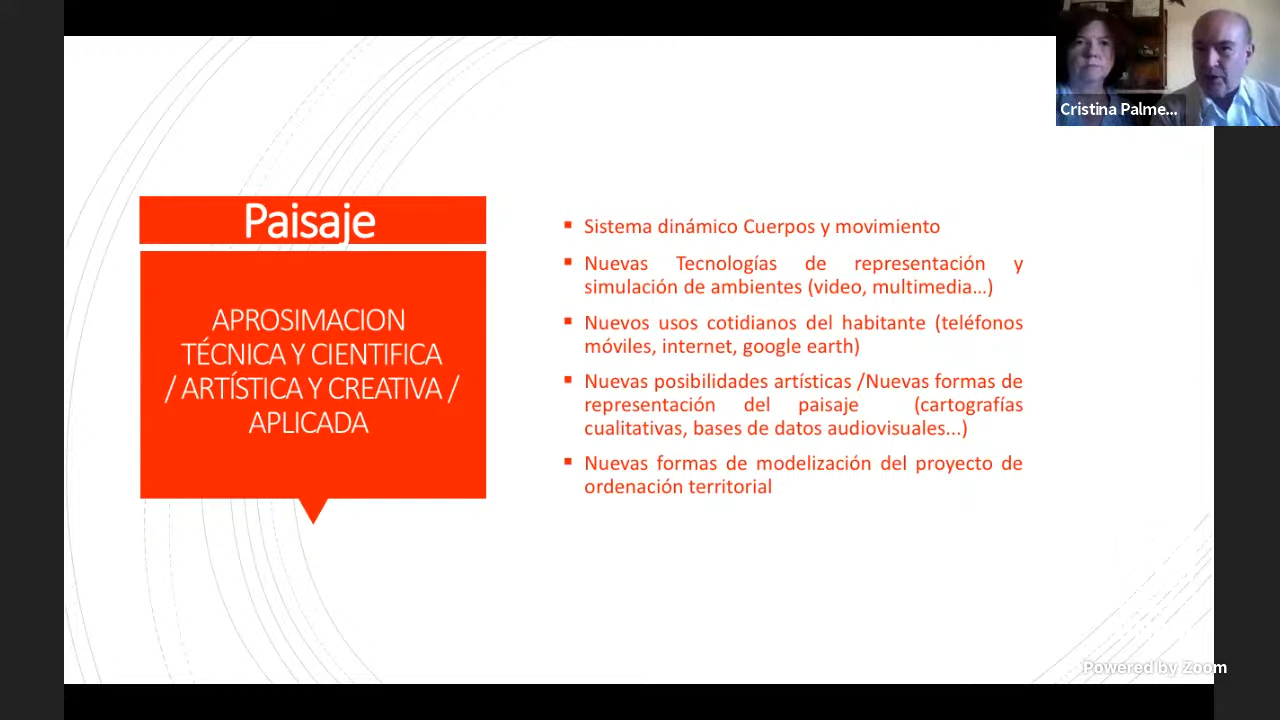 Cristina Palme...
Paisaje
APROSIMACION
TÉCNICA Y CIENTIFICA
/ ARTÍSTICA Y CREATIVA /
APLICADA
▪ Sistema dinámico Cuerpos y movimiento
▪ Nuevas Tecnologías de representación y
simulación de ambientes (video, multimedia...)
▪ Nuevos usos cotidianos del habitante (teléfonos
móviles, internet, google earth)
▪ Nuevas posibilidades artísticas /Nuevas formas de
representación del paisaje (cartografías
cualitativas, bases de datos audiovisuales...)
▪ Nuevas formas de modelización del proyecto de
ordenación territorial
Powered by Zoom